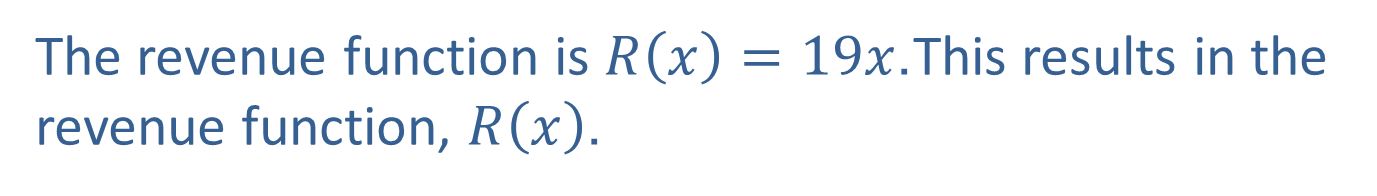 The revenue function is R(x) = 19x.This results in the
revenue function, R(x).